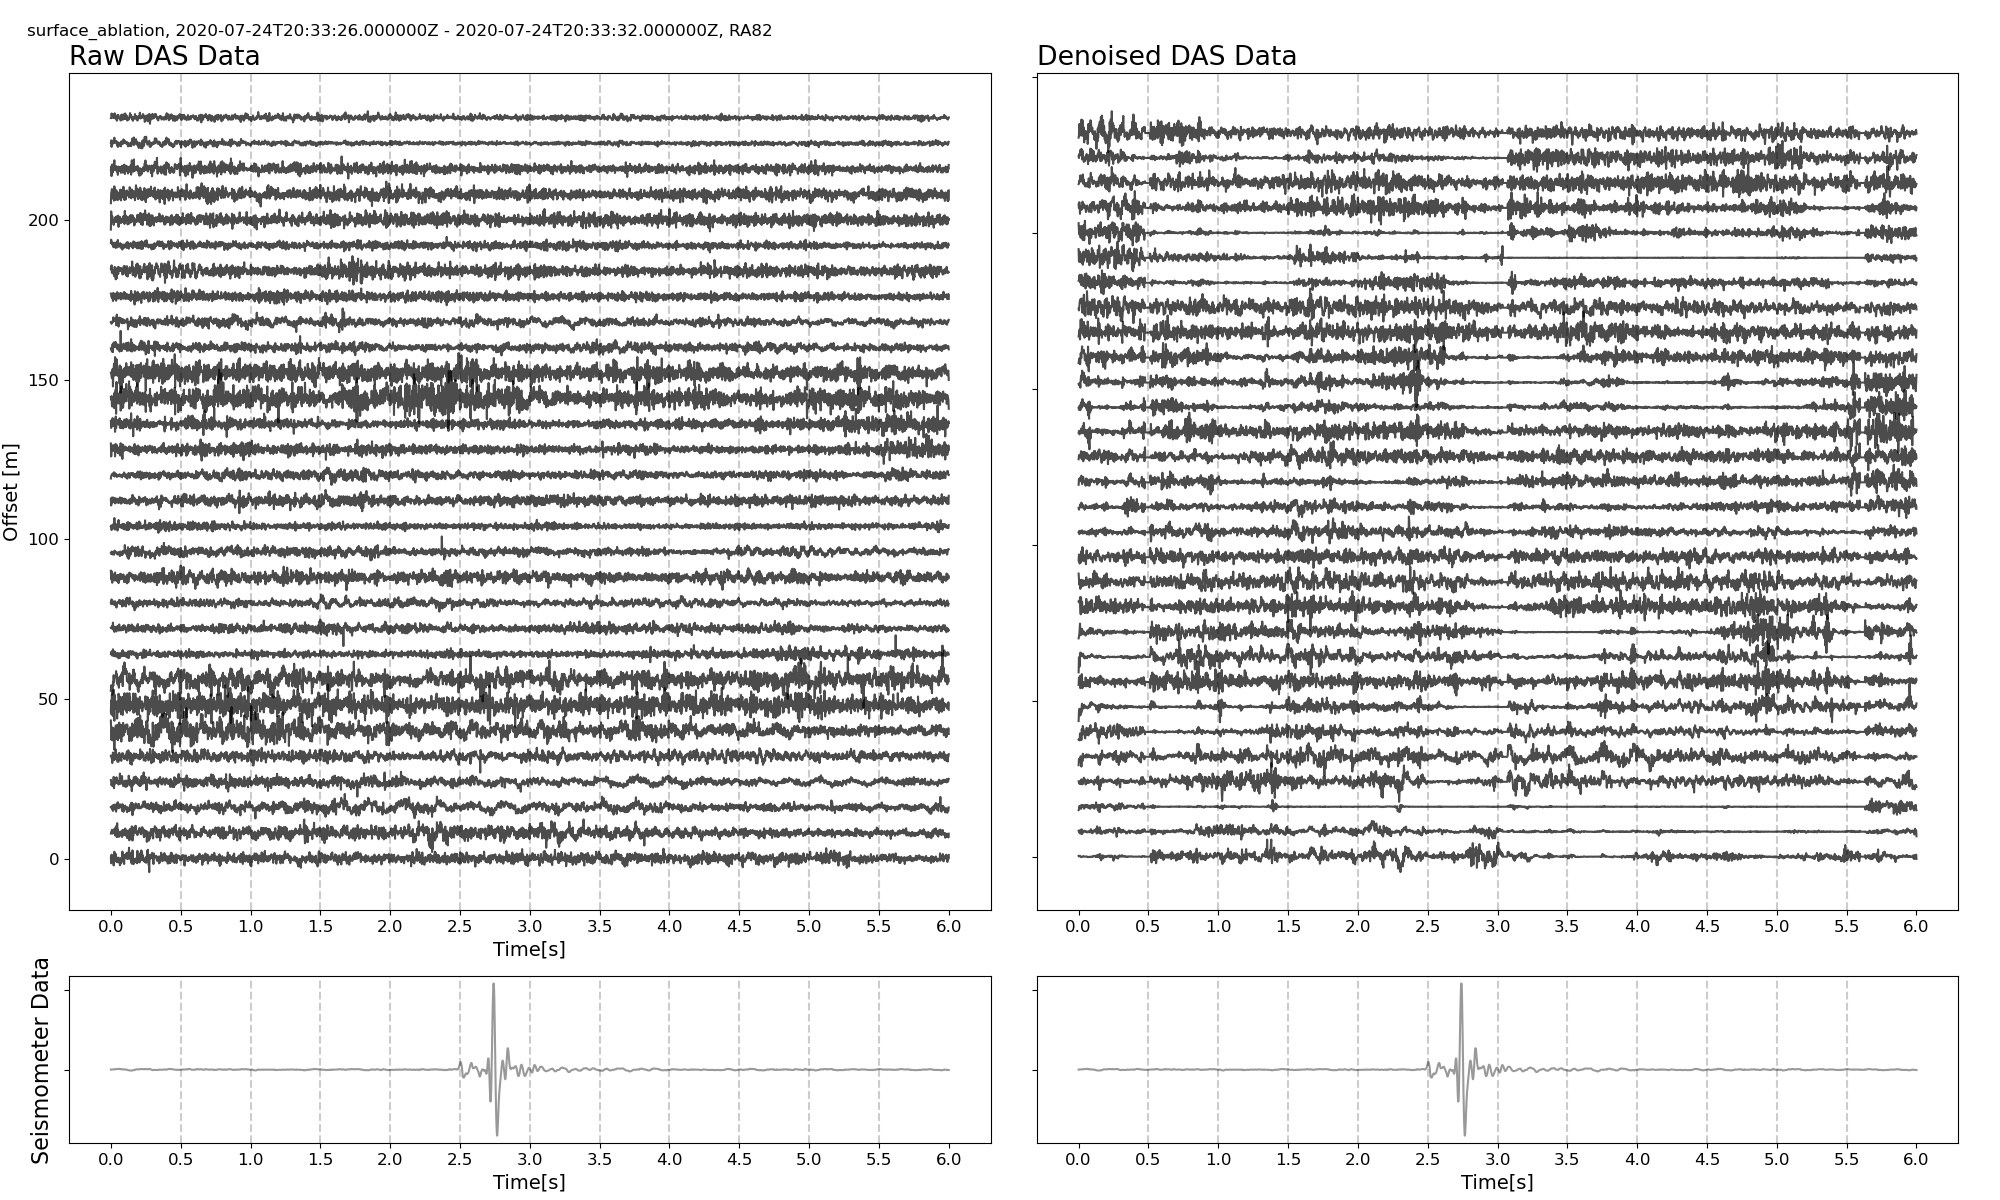 surface_ablation, 2020-07-24T20:33:26.000000Z - 2020-07-24T20:33:32.000000Z, RA82
Raw DAS Data
Denoised DAS Data
Offset [m]
200
150
100
50
0
0.0 0.5 1.0 1.5 2.0 2.5 3.0 3.5 4.0 4.5 5.0 5.5 6.0
Time[s]
0.0 0.5 1.0 1.5 2.0 2.5 3.0 3.5 4.0 4.5 5.0 5.5 6.0
Seismometer Data
0.0 0.5 1.0 1.5 2.0 2.5 3.0 3.5 4.0 4.5 5.0 5.5 6.0
Time[s]
0.0 0.5 1.0 1.5 2.0 2.5 3.0 3.5 4.0 4.5 5.0 5.5 6.0
Time[s]